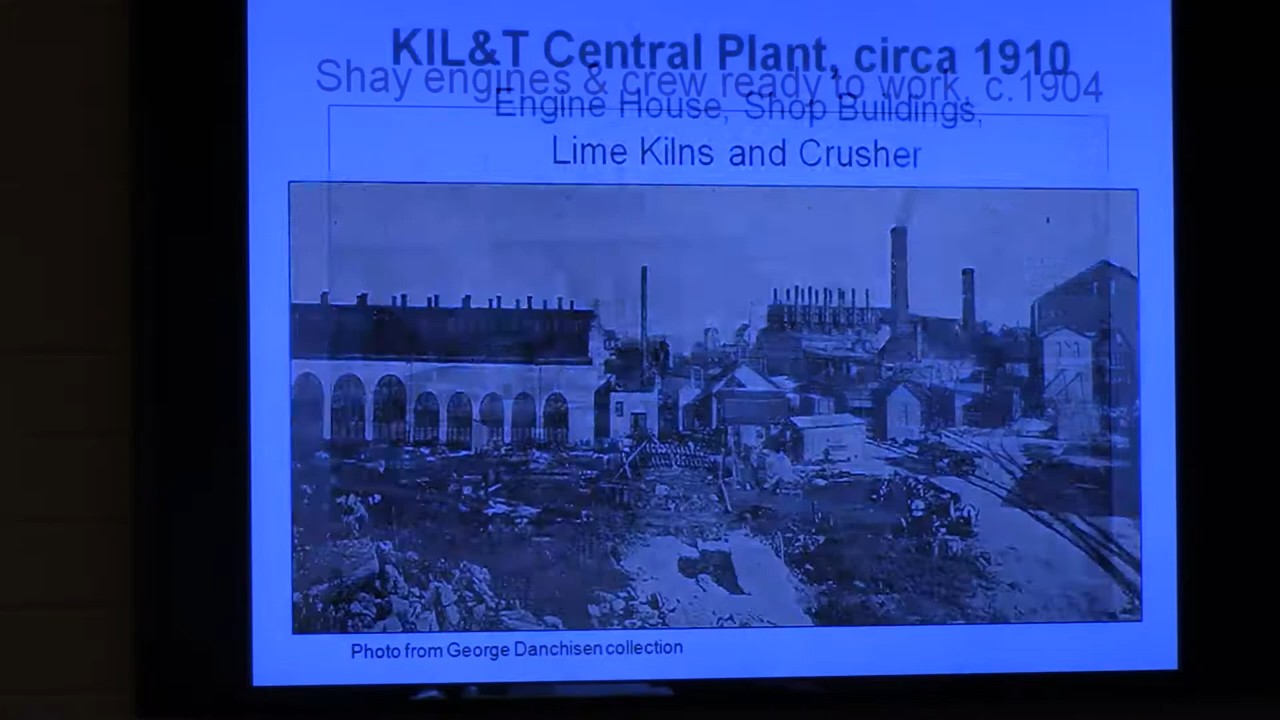 KIL&T Central Plant, circa 1910
Shay engines & crew ready to work, c.1904
Engine House, Shop Buildings,
Lime Kilns and Crusher
Photo from George Danchisen collection